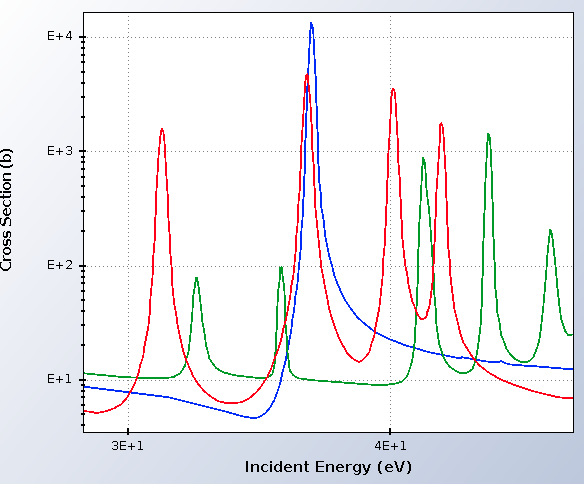 E+4
E+3
E+2
E+1
Cross Section (b)
3E+1
4E+1
Incident Energy (eV)